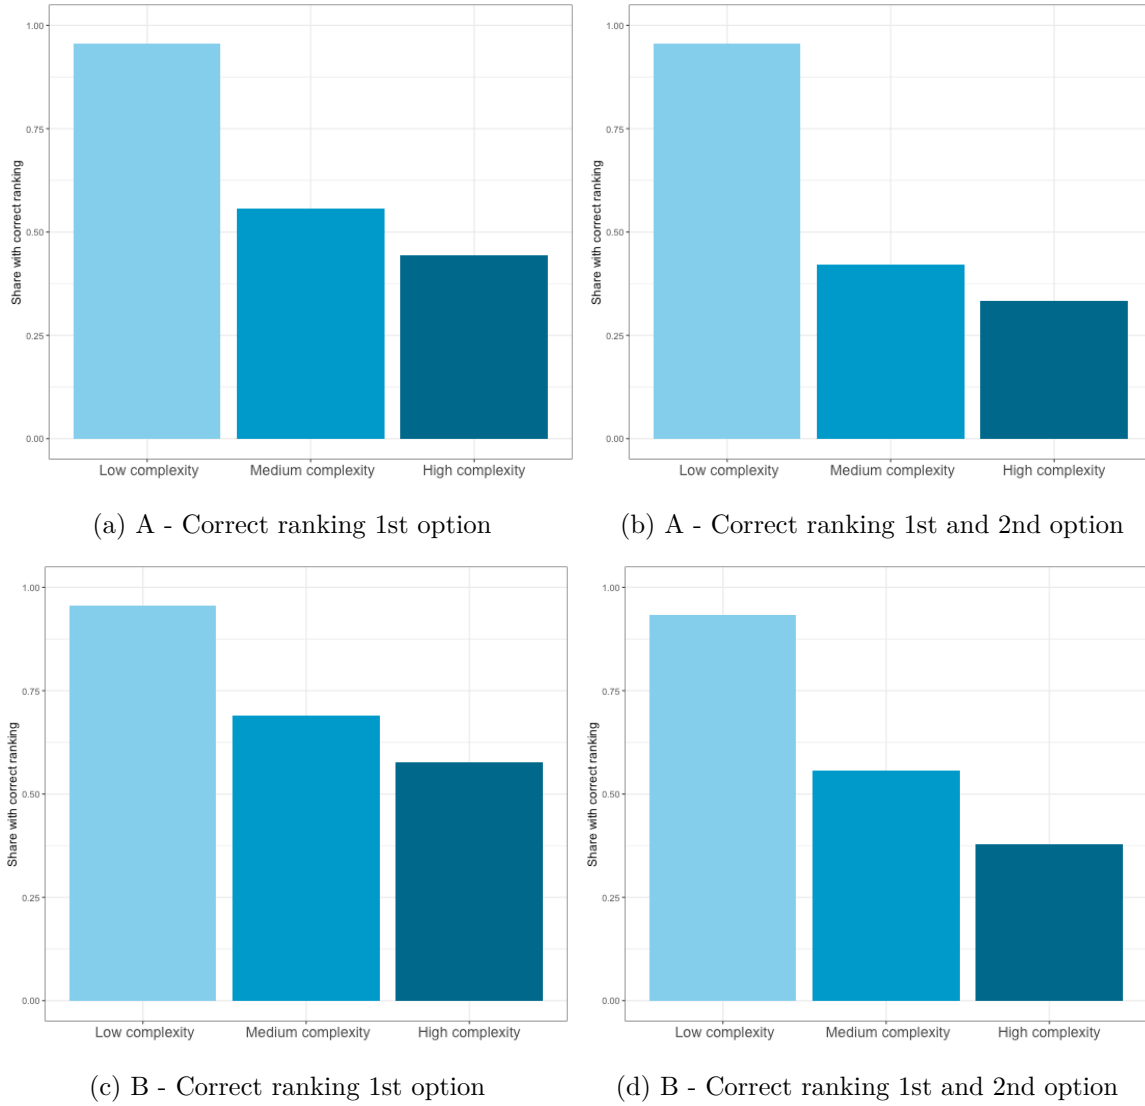 1.00
0.75
0.50
0.25
0.00
Share with correct ranking
Low complexity Medium complexity High complexity
(a) A - Correct ranking 1st option
1.00
0.75
0.50
0.25
0.00
Share with correct ranking
Low complexity Medium complexity High complexity
(b) A - Correct ranking 1st and 2nd option
1.00
0.75
0.50
0.25
0.00
Share with correct ranking
Low complexity Medium complexity High complexity
(c) B - Correct ranking 1st option
1.00
0.75
0.50
0.25
0.00
Share with correct ranking
Low complexity Medium complexity High complexity
(d) B - Correct ranking 1st and 2nd option